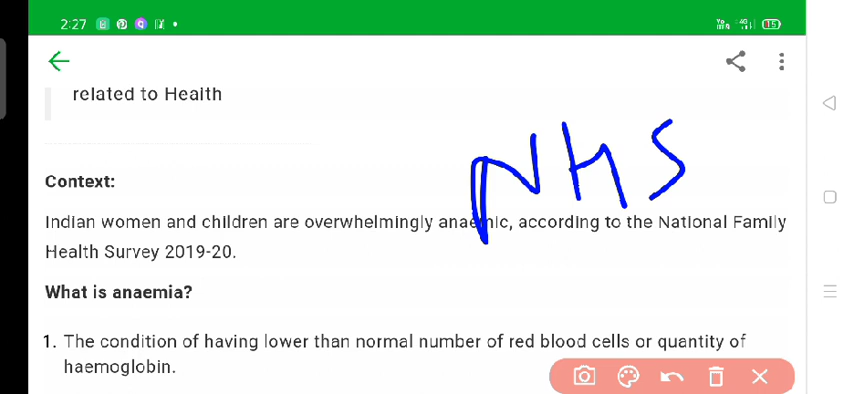 2:27
related to Health
NHS
Context:
Indian women and children are overwhelmingly anaemic, according to the National Family
Health Survey 2019-20.
What is anaemia?
1. The condition of having lower than normal number of red blood cells or quantity of
haemoglobin.